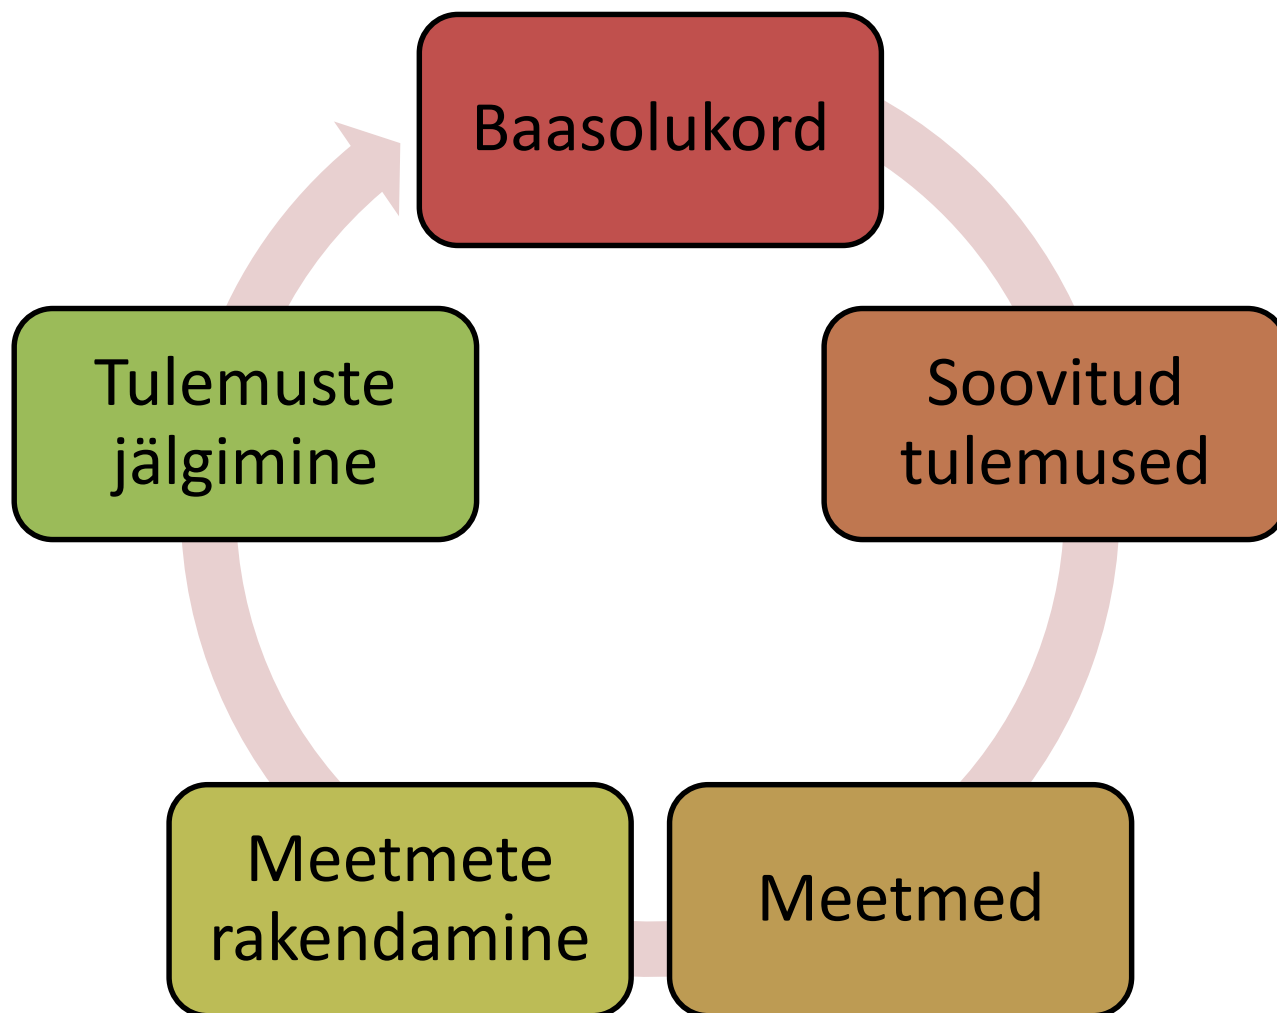 Baasolukord
Soovitud
tulemused
Meetmed
Meetmete
rakendamine
Tulemuste
jälgimine